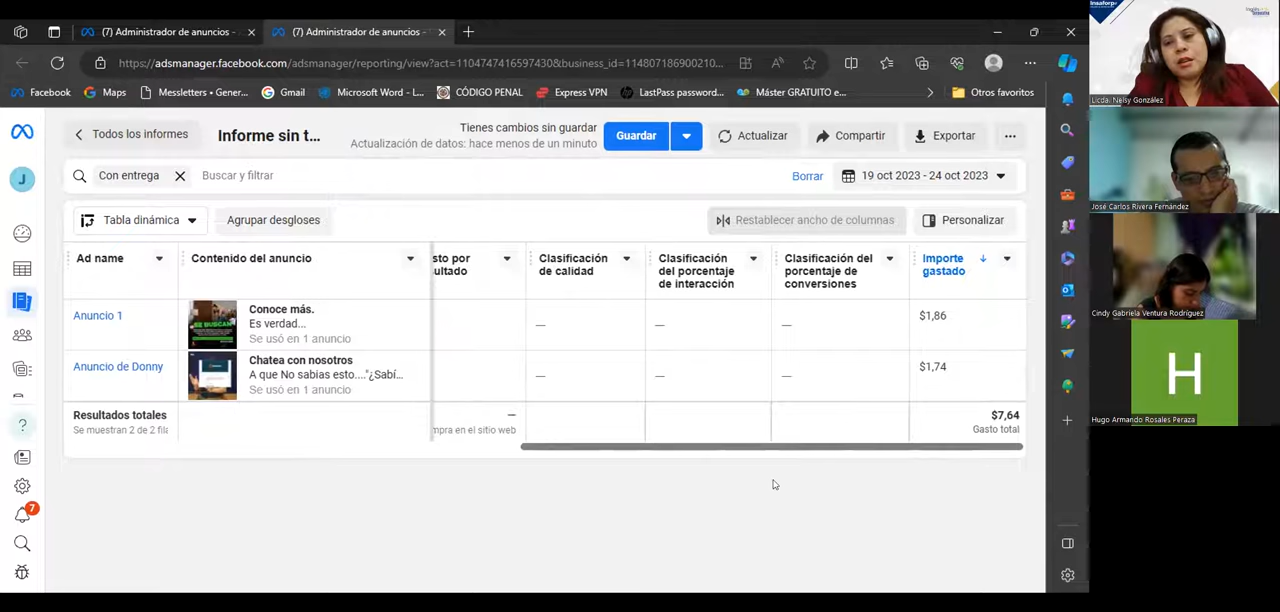 (Administrador de anuncios -
(Administrador de anuncios -
https://adsmanager.facebook.com/adsmanager/reporting/view?act=1104747416597430&business_id=114807186900210...
Facebook
Maps
Messletters • Gener...
Gmail
Microsoft Word - L...
CÓDIGO PENAL
Express VPN
LastPass password...
Máster GRATUITO e...
Otros favoritos
Todos los informes
Informe sin t...
Tienes cambios sin guardar
Actualización de datos: hace menos de un minuto
Guardar
Actualizar
Compartir
Exportar
J
Con entrega
Buscar y filtrar
Borrar
19 oct 2023 - 24 oct 2023
Tabla dinámica
Agrupar desgloses
Restablecer ancho de columnas
Personalizar
Ad name
Contenido del anuncio
sto por
ultado
Clasificación
de calidad
Clasificación
del porcentaje
de interacción
Clasificación del
porcentaje de
conversiones
Importe
gastado
Anuncio 1
SE BUSCAN
Conoce más.
Es verdad...
Se usó en 1 anuncio
—
—
—
$1,86
Anuncio de Donny
Chatea con nosotros
A que No sabias esto...."¿Sabí...
Se usó en 1 anuncio
—
—
—
$1,74
Resultados totales
Se muestran 2 de 2 fila
—
mpra en el sitio web
$7,64
Gasto total
7
Insaforp
Licda. Nelsy González
José Carlos Rivera Fernández
Cindy Gabriela Ventura Rodríguez
H
Hugo Armando Rosales Peraza